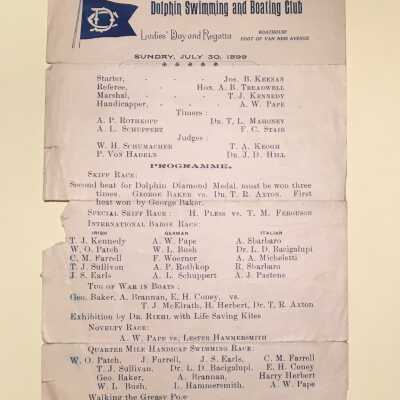 DC
Dolphin Swimming and Boating Club
Ladies' Day and Regatta
BOATHOUSE
FOOT OF VAN NESS AVENUE
SUNDAY, JULY 30, 1899
Starter, - - - - Jos. B. Keenan
Referee, - - - Hon. A. B. Treadwell
Marshal, - - - - T. J. Kennedy
Handicapper, - - - - A. W. Pape
Timers:
A. P. Rothkopf Dr. T. L. Mahoney
A. L. Schuppert F. C. Stair
Judges:
W. H. Schumacher T. A. Keogh
P. Von Hadeln Dr. J. D. Hill
PROGRAMME.
Skiff Race:
Second heat for Dolphin Diamond Medal, must be won three
times. George Baker vs. Dr. T. R. Axton. First
heat won by George Baker.
Special Skiff Race: H. Pless vs. T. M. Ferguson
International Barge Race:
IRISH GERMAN ITALIAN
T. J. Kennedy A. W. Pape A. Sbarbaro
W. O. Patch W. L. Bush Dr. L. D. Bacigalupi
C. M. Farrell F. Woerner A. A. Micheletti
T. J. Sullivan A. P. Rothkop R. Sbarbaro
J. S. Earls A. L. Schuppert A. J. Pastene
Tug of War in Boats:
Geo. Baker, A. Brannan, E. H. Coney, vs.
T. J. McElrath, H. Herbert, Dr. T. R. Axton
Exhibition by Dr. Riehl with Life Saving Kites
Novelty Race:
A. W. Pape vs. Lester Hammersmith
Quarter Mile Handicap Swimming Race:
W. O. Patch, J. Farrell, J. S. Earls, C. M. Farrell
T. J. Sullivan, Dr. L. D. Bacigalupi, E. H. Coney
Geo. Baker, A. Brannan, Harry Herbert
W. L. Bush, L. Hammersmith, A. W. Pape
Walking the Greasy Pole